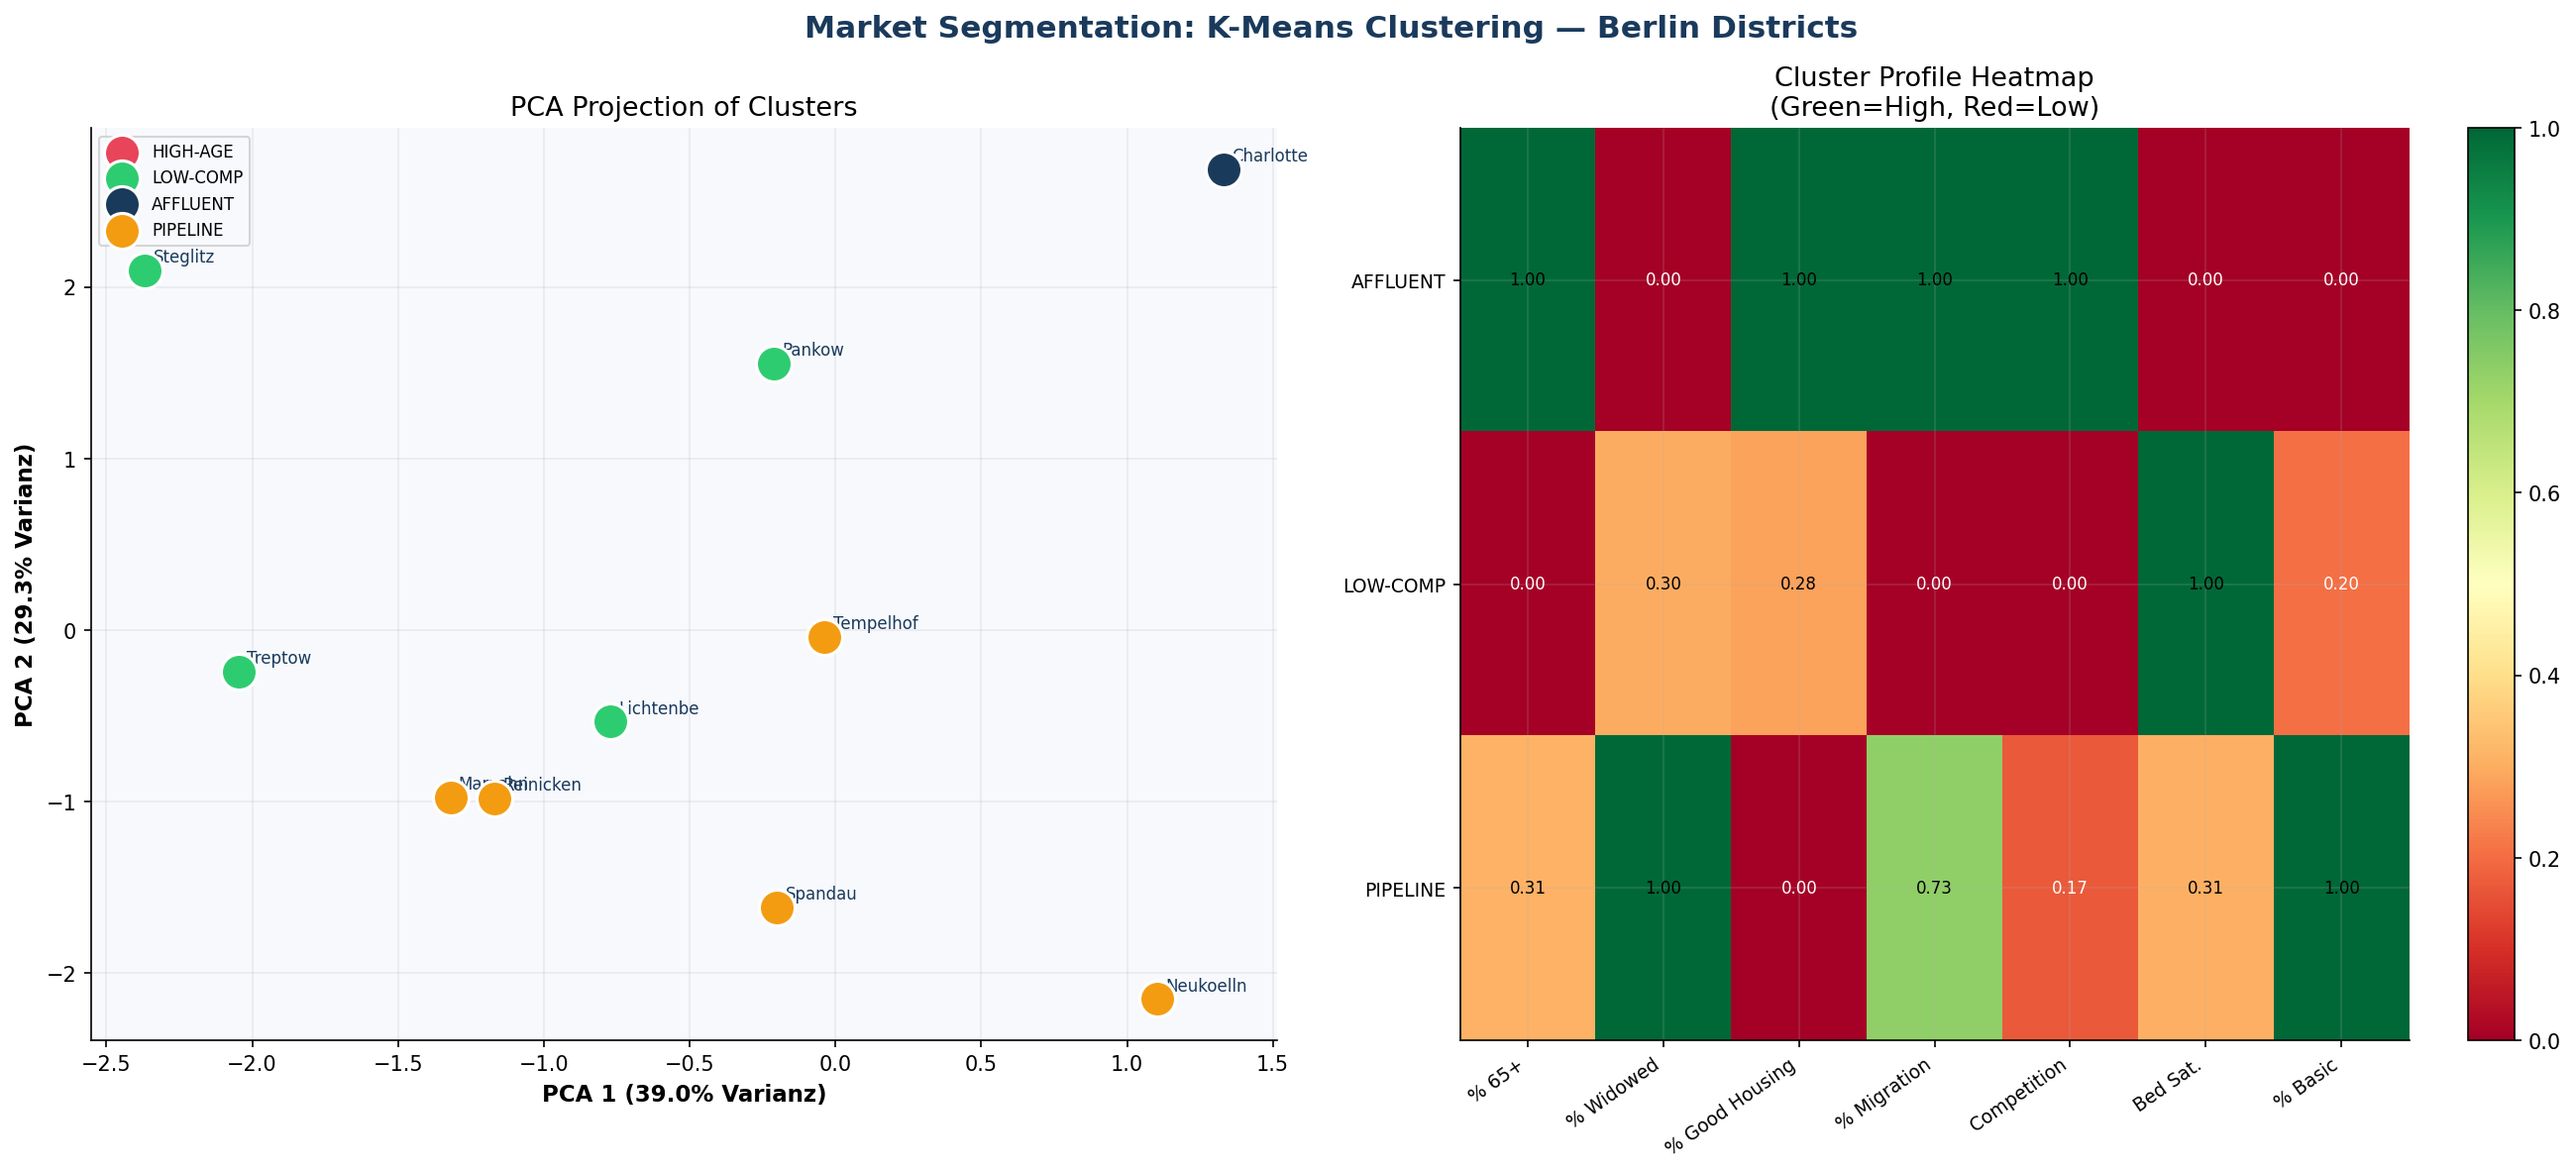 Market Segmentation: K-Means Clustering — Berlin Districts
PCA Projection of Clusters
HIGH-AGE
LOW-COMP
AFFLUENT
PIPELINE
Charlotte
Steglitz
Pankow
Tempelhof
Treptow
Lichtenbe
Reinicken
Spandau
Neukoelln
2
1
0
−1
−2
PCA 2 (29.3% Varianz)
−2.5 −2.0 −1.5 −1.0 −0.5 0.0 0.5 1.0 1.5
PCA 1 (39.0% Varianz)
Cluster Profile Heatmap
(Green=High, Red=Low)
AFFLUENT 1.00 0.00 1.00 1.00 1.00 0.00 0.00
LOW-COMP 0.00 0.30 0.28 0.00 0.00 1.00 0.20
PIPELINE 0.31 1.00 0.00 0.73 0.17 0.31 1.00
% 65+
% Widowed
% Good Housing
% Migration
Competition
Bed Sat.
% Basic
1.0
0.8
0.6
0.4
0.2
0.0